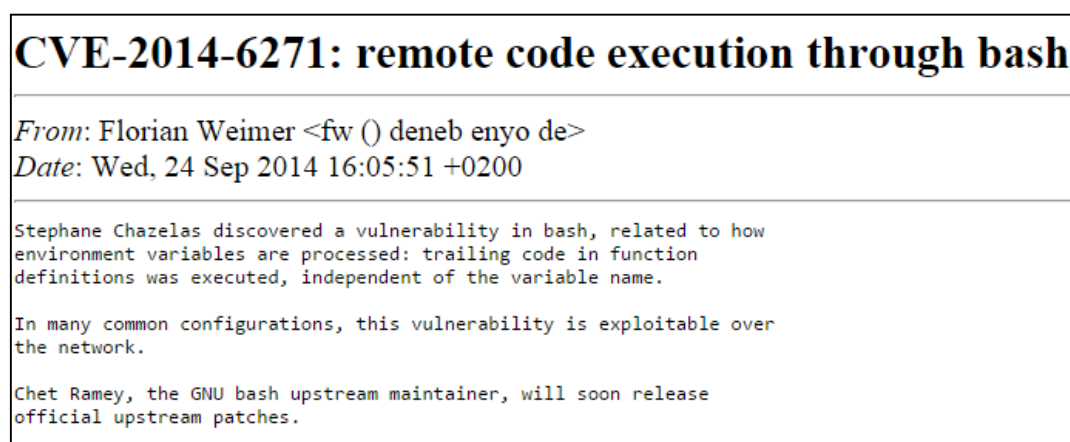 CVE-2014-6271: remote code execution through bash
From: Florian Weimer <fw () deneb enyo de>
Date: Wed, 24 Sep 2014 16:05:51 +0200
Stephane Chazelas discovered a vulnerability in bash, related to how
environment variables are processed: trailing code in function
definitions was executed, independent of the variable name.
In many common configurations, this vulnerability is exploitable over
the network.
Chet Ramey, the GNU bash upstream maintainer, will soon release
official upstream patches.